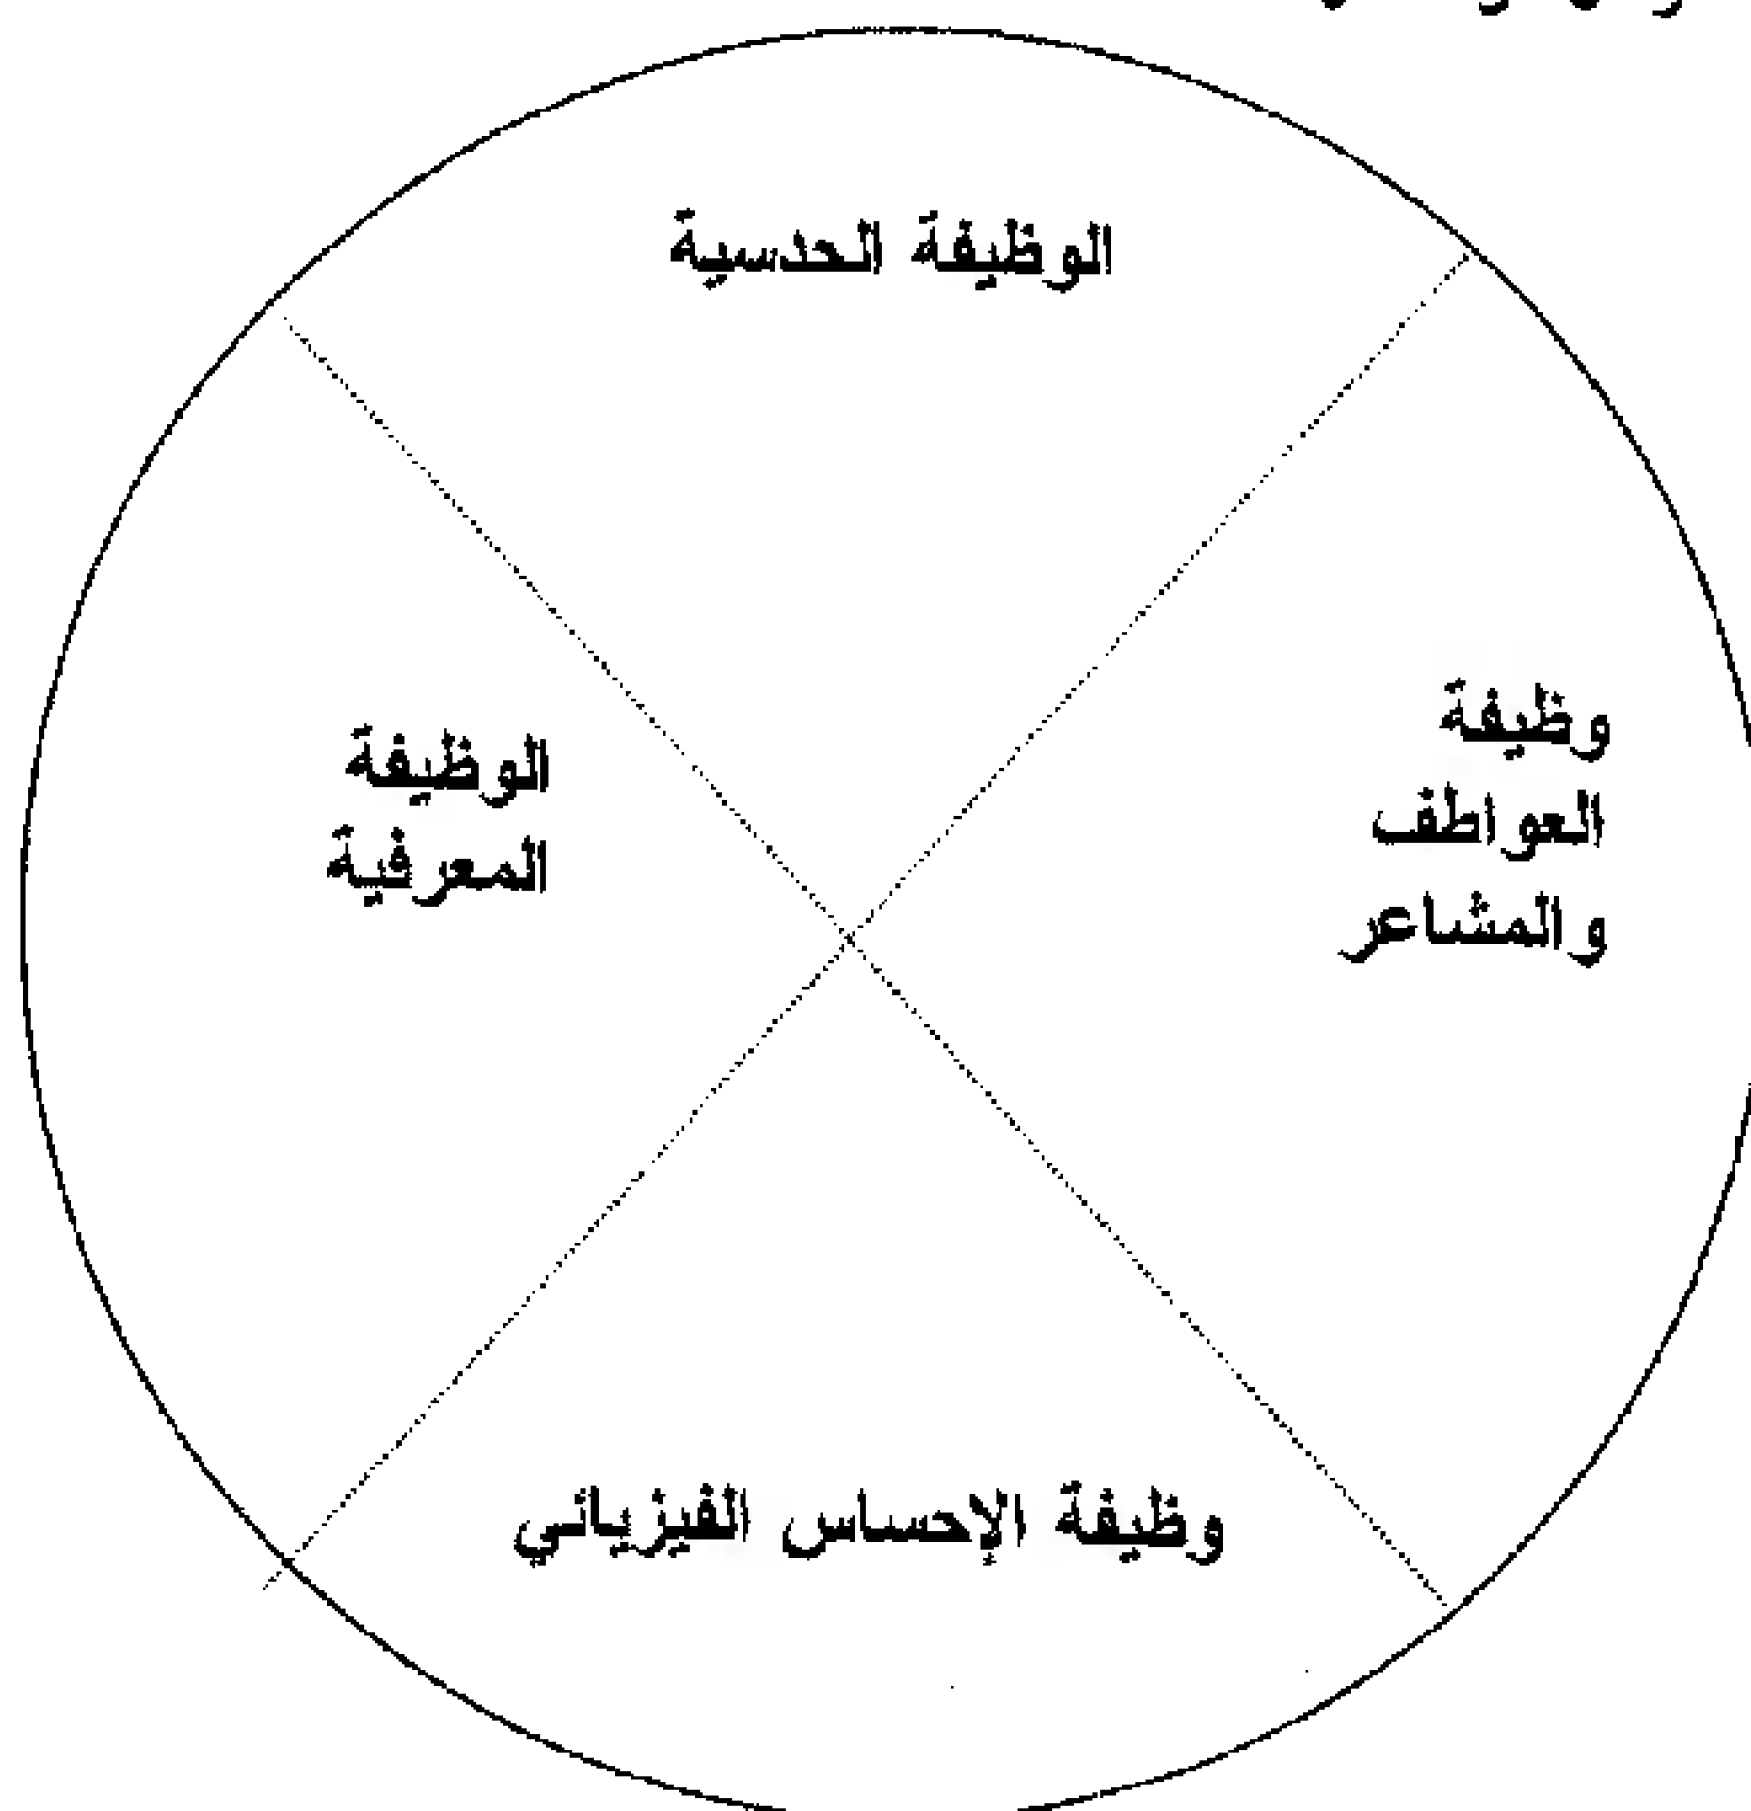 الوظيفة الحدسية
وظيفة
العواطف
والمشاعر
الوظيفة
المعرفية
وظيفة الإحساس الفيزيائي